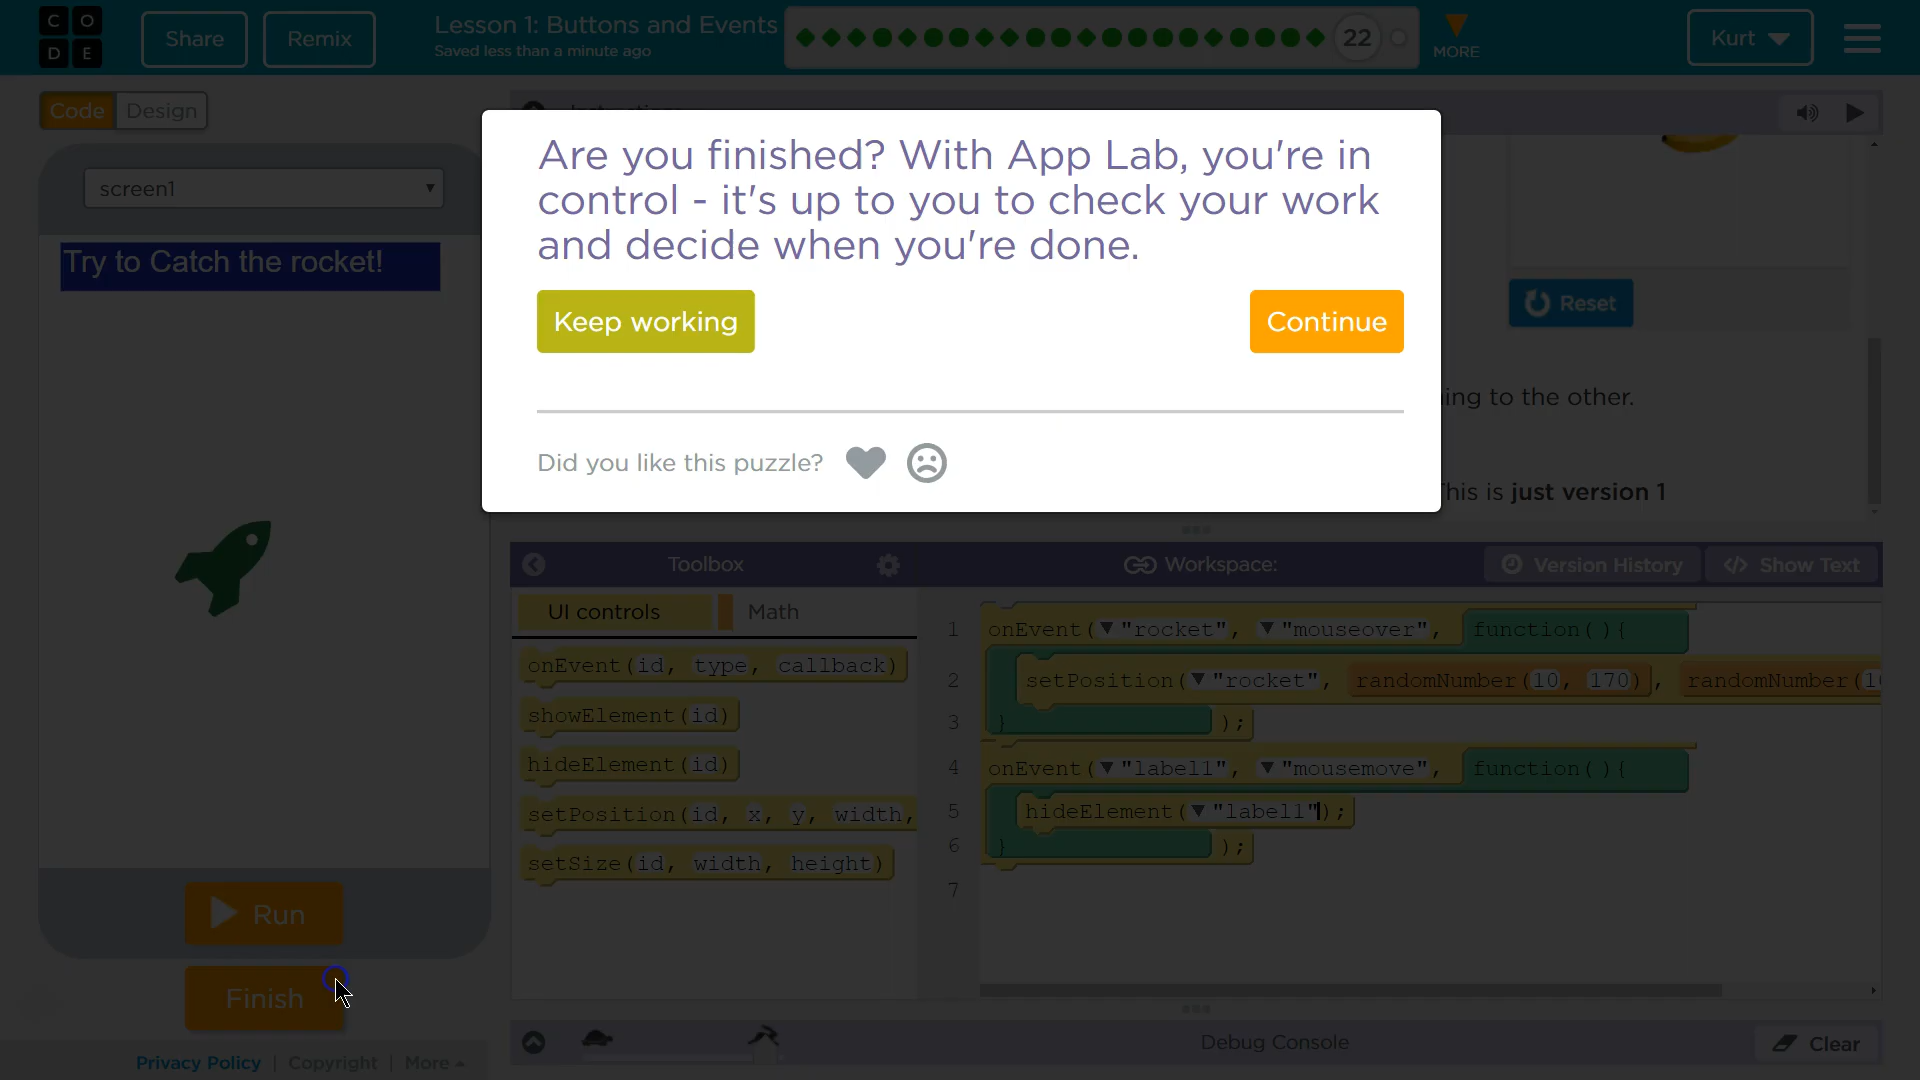 C O
D E
Share
Remix
Lesson 1: Buttons and Events
Saved less than a minute ago
22
MORE
Kurt
Code
Design
screen1
Try to Catch the rocket!
Are you finished? With App Lab, you're in
control - it's up to you to check your work
and decide when you're done.
Keep working
Continue
Did you like this puzzle?
Reset
ing to the other.
This is just version 1
Toolbox
Workspace:
Version History
Show Text
UI controls
Math
onEvent(id, type, callback)
showElement(id)
hideElement(id)
setPosition(id, x, y, width,
setSize(id, width, height)
1 onEvent( "rocket", "mouseover", function( ){
2 setPosition( "rocket", randomNumber(10, 170), randomNumber(10
3 } );
4 onEvent( "label1", "mousemove", function( ){
5 hideElement( "label1");
6 } );
7
Run
Finish
Privacy Policy | Copyright | More
Debug Console
Clear